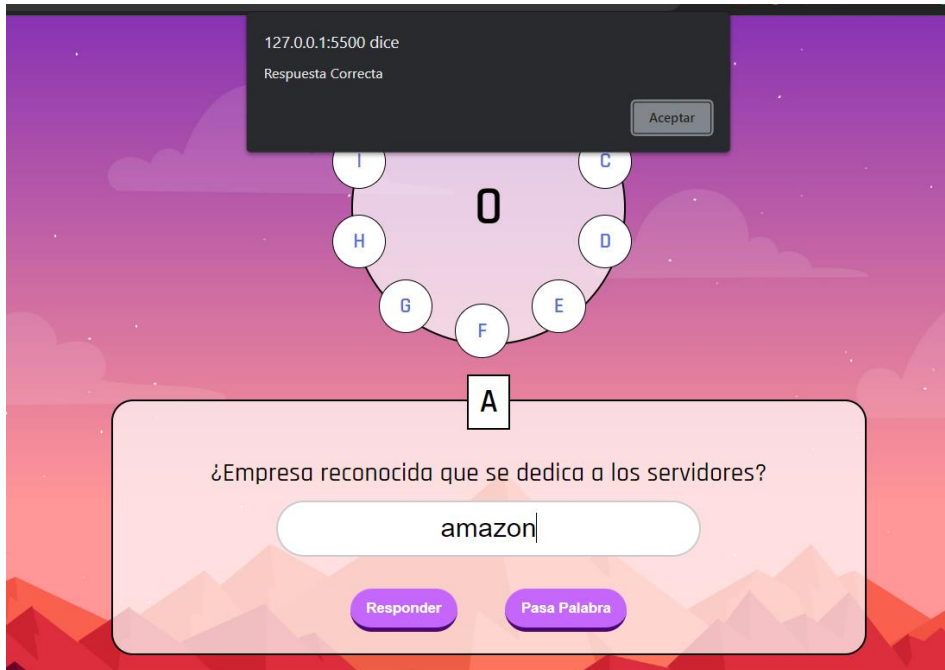 127.0.0.1:5500 dice
Respuesta Correcta
Aceptar
I
C
0
H
D
G
E
F
A
¿Empresa reconocida que se dedica a los servidores?
amazon
Responder Pasa Palabra